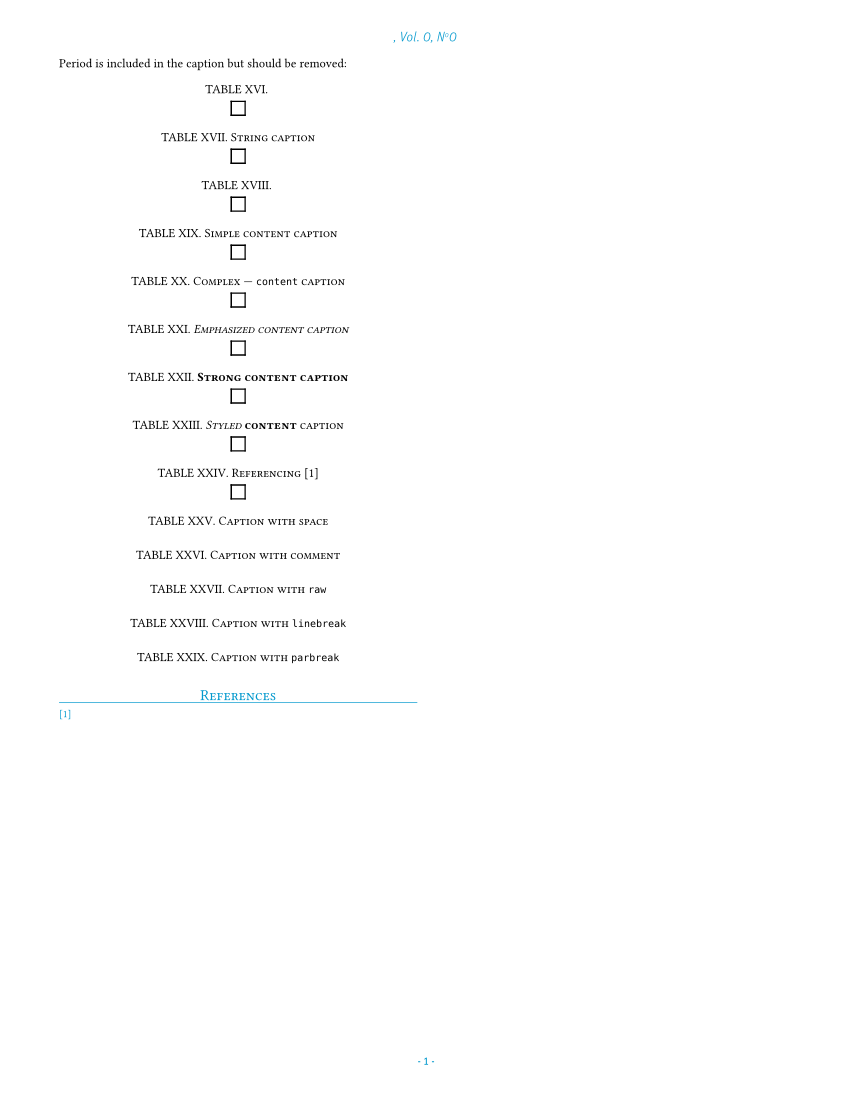 , Vol. 0, Nº0
Period is included in the caption but should be removed:
TABLE XVI.
TABLE XVII. String caption
TABLE XVIII.
TABLE XIX. Simple content caption
TABLE XX. Complex — content caption
TABLE XXI. Emphasized content caption
TABLE XXII. Strong content caption
TABLE XXIII. Styled content caption
TABLE XXIV. Referencing [1]
TABLE XXV. Caption with space
TABLE XXVI. Caption with comment
TABLE XXVII. Caption with raw
TABLE XXVIII. Caption with linebreak
TABLE XXIX. Caption with parbreak
References
[1]
- 1 -